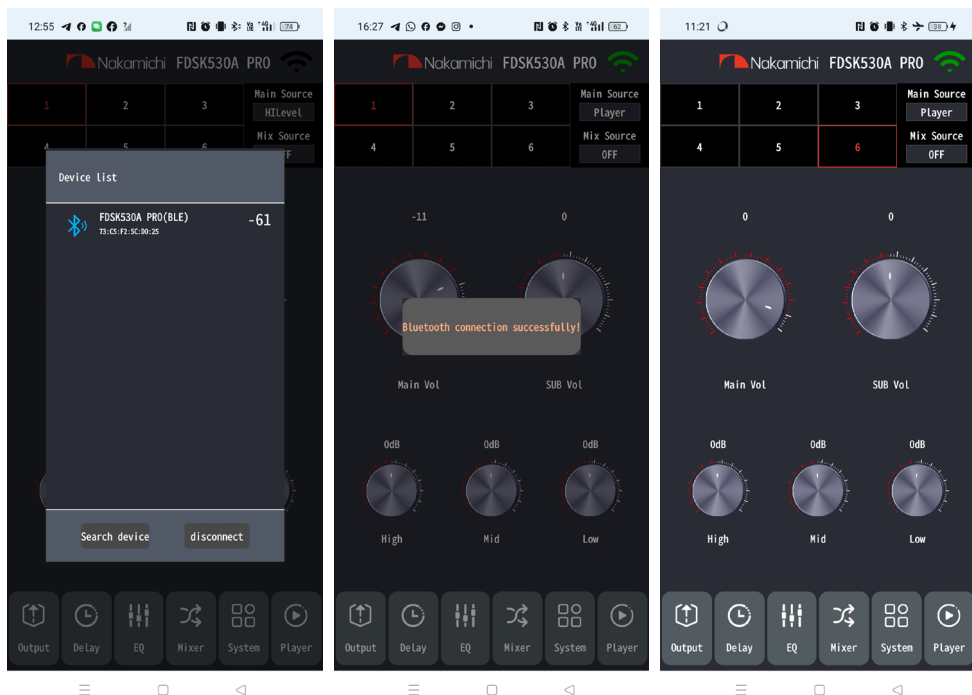 12:55
74
Nakamichi FDSK530A PRO
1 2 3
Main Source
HILevel
4 5 6
Mix Source
Device list
FDSK530A PRO(BLE)
73:C5:F2:5C:D0:25
-61
Search device disconnect
Output Delay EQ Mixer System Player
16:27
62
Nakamichi FDSK530A PRO
1 2 3
Main Source
Player
4 5 6
Mix Source
OFF
-11 0
Bluetooth connection successfully!
Main Vol SUB Vol
0dB 0dB 0dB
High Mid Low
Output Delay EQ Mixer System Player
11:21
38
Nakamichi FDSK530A PRO
1 2 3
Main Source
Player
4 5 6
Mix Source
OFF
0 0
Main Vol SUB Vol
0dB 0dB 0dB
High Mid Low
Output Delay EQ Mixer System Player